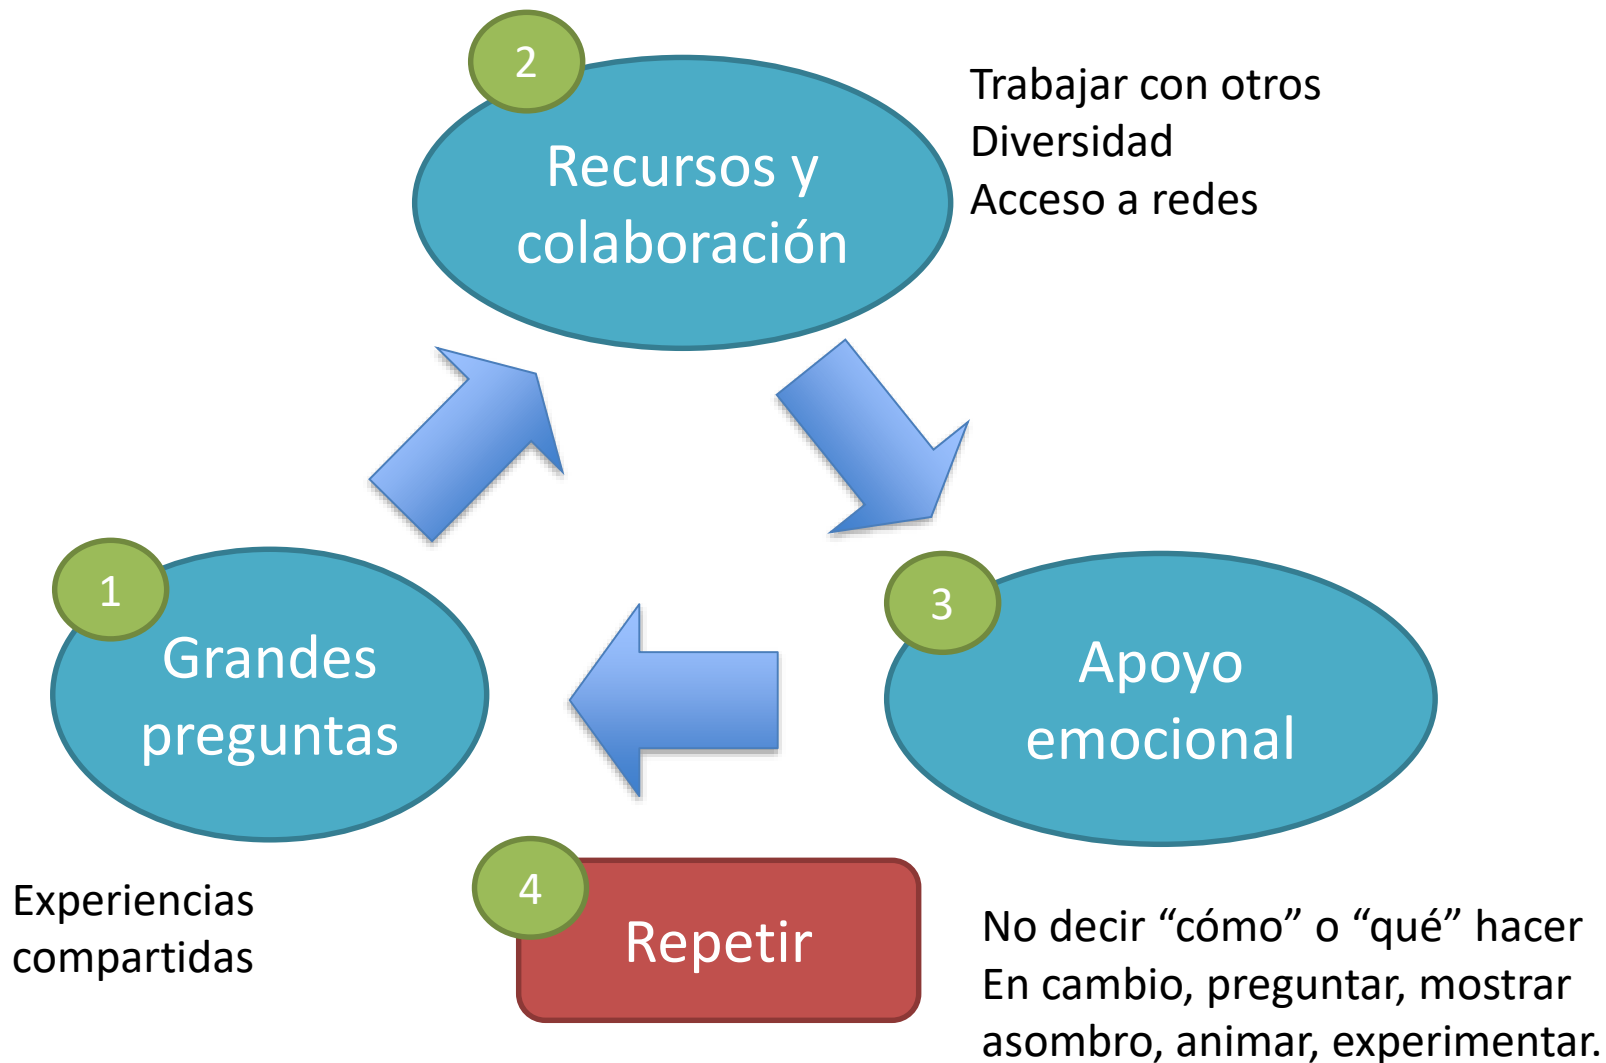 2
Recursos y
colaboración
Trabajar con otros
Diversidad
Acceso a redes
1
Grandes
preguntas
Experiencias
compartidas
3
Apoyo
emocional
No decir “cómo” o “qué” hacer
En cambio, preguntar, mostrar
asombro, animar, experimentar.
4
Repetir